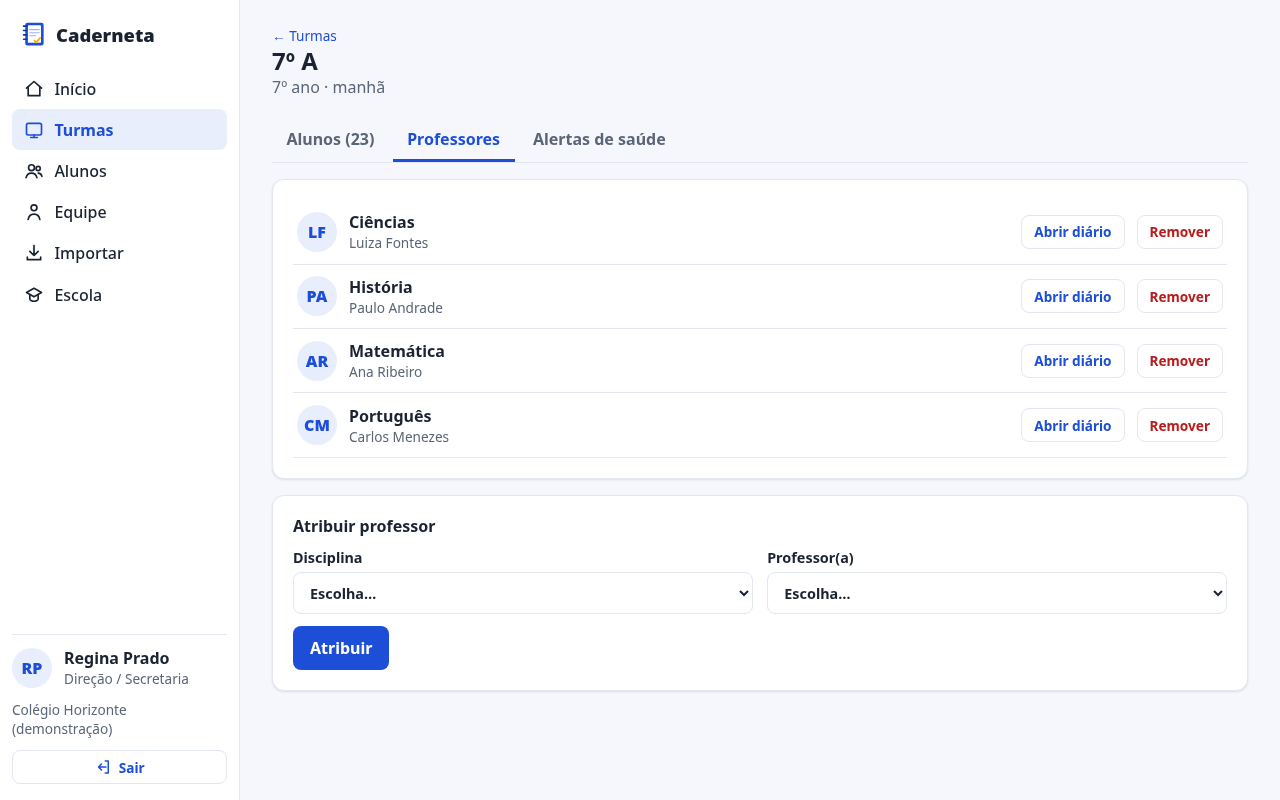 Caderneta
Início
Turmas
Alunos
Equipe
Importar
Escola
RP
Regina Prado
Direção / Secretaria
Colégio Horizonte
(demonstração)
Sair
← Turmas
7º A
7º ano · manhã
Alunos (23)
Professores
Alertas de saúde
LF
Ciências
Luiza Fontes
Abrir diário
Remover
PA
História
Paulo Andrade
Abrir diário
Remover
AR
Matemática
Ana Ribeiro
Abrir diário
Remover
CM
Português
Carlos Menezes
Abrir diário
Remover
Atribuir professor
Disciplina
Escolha...
Professor(a)
Escolha...
Atribuir